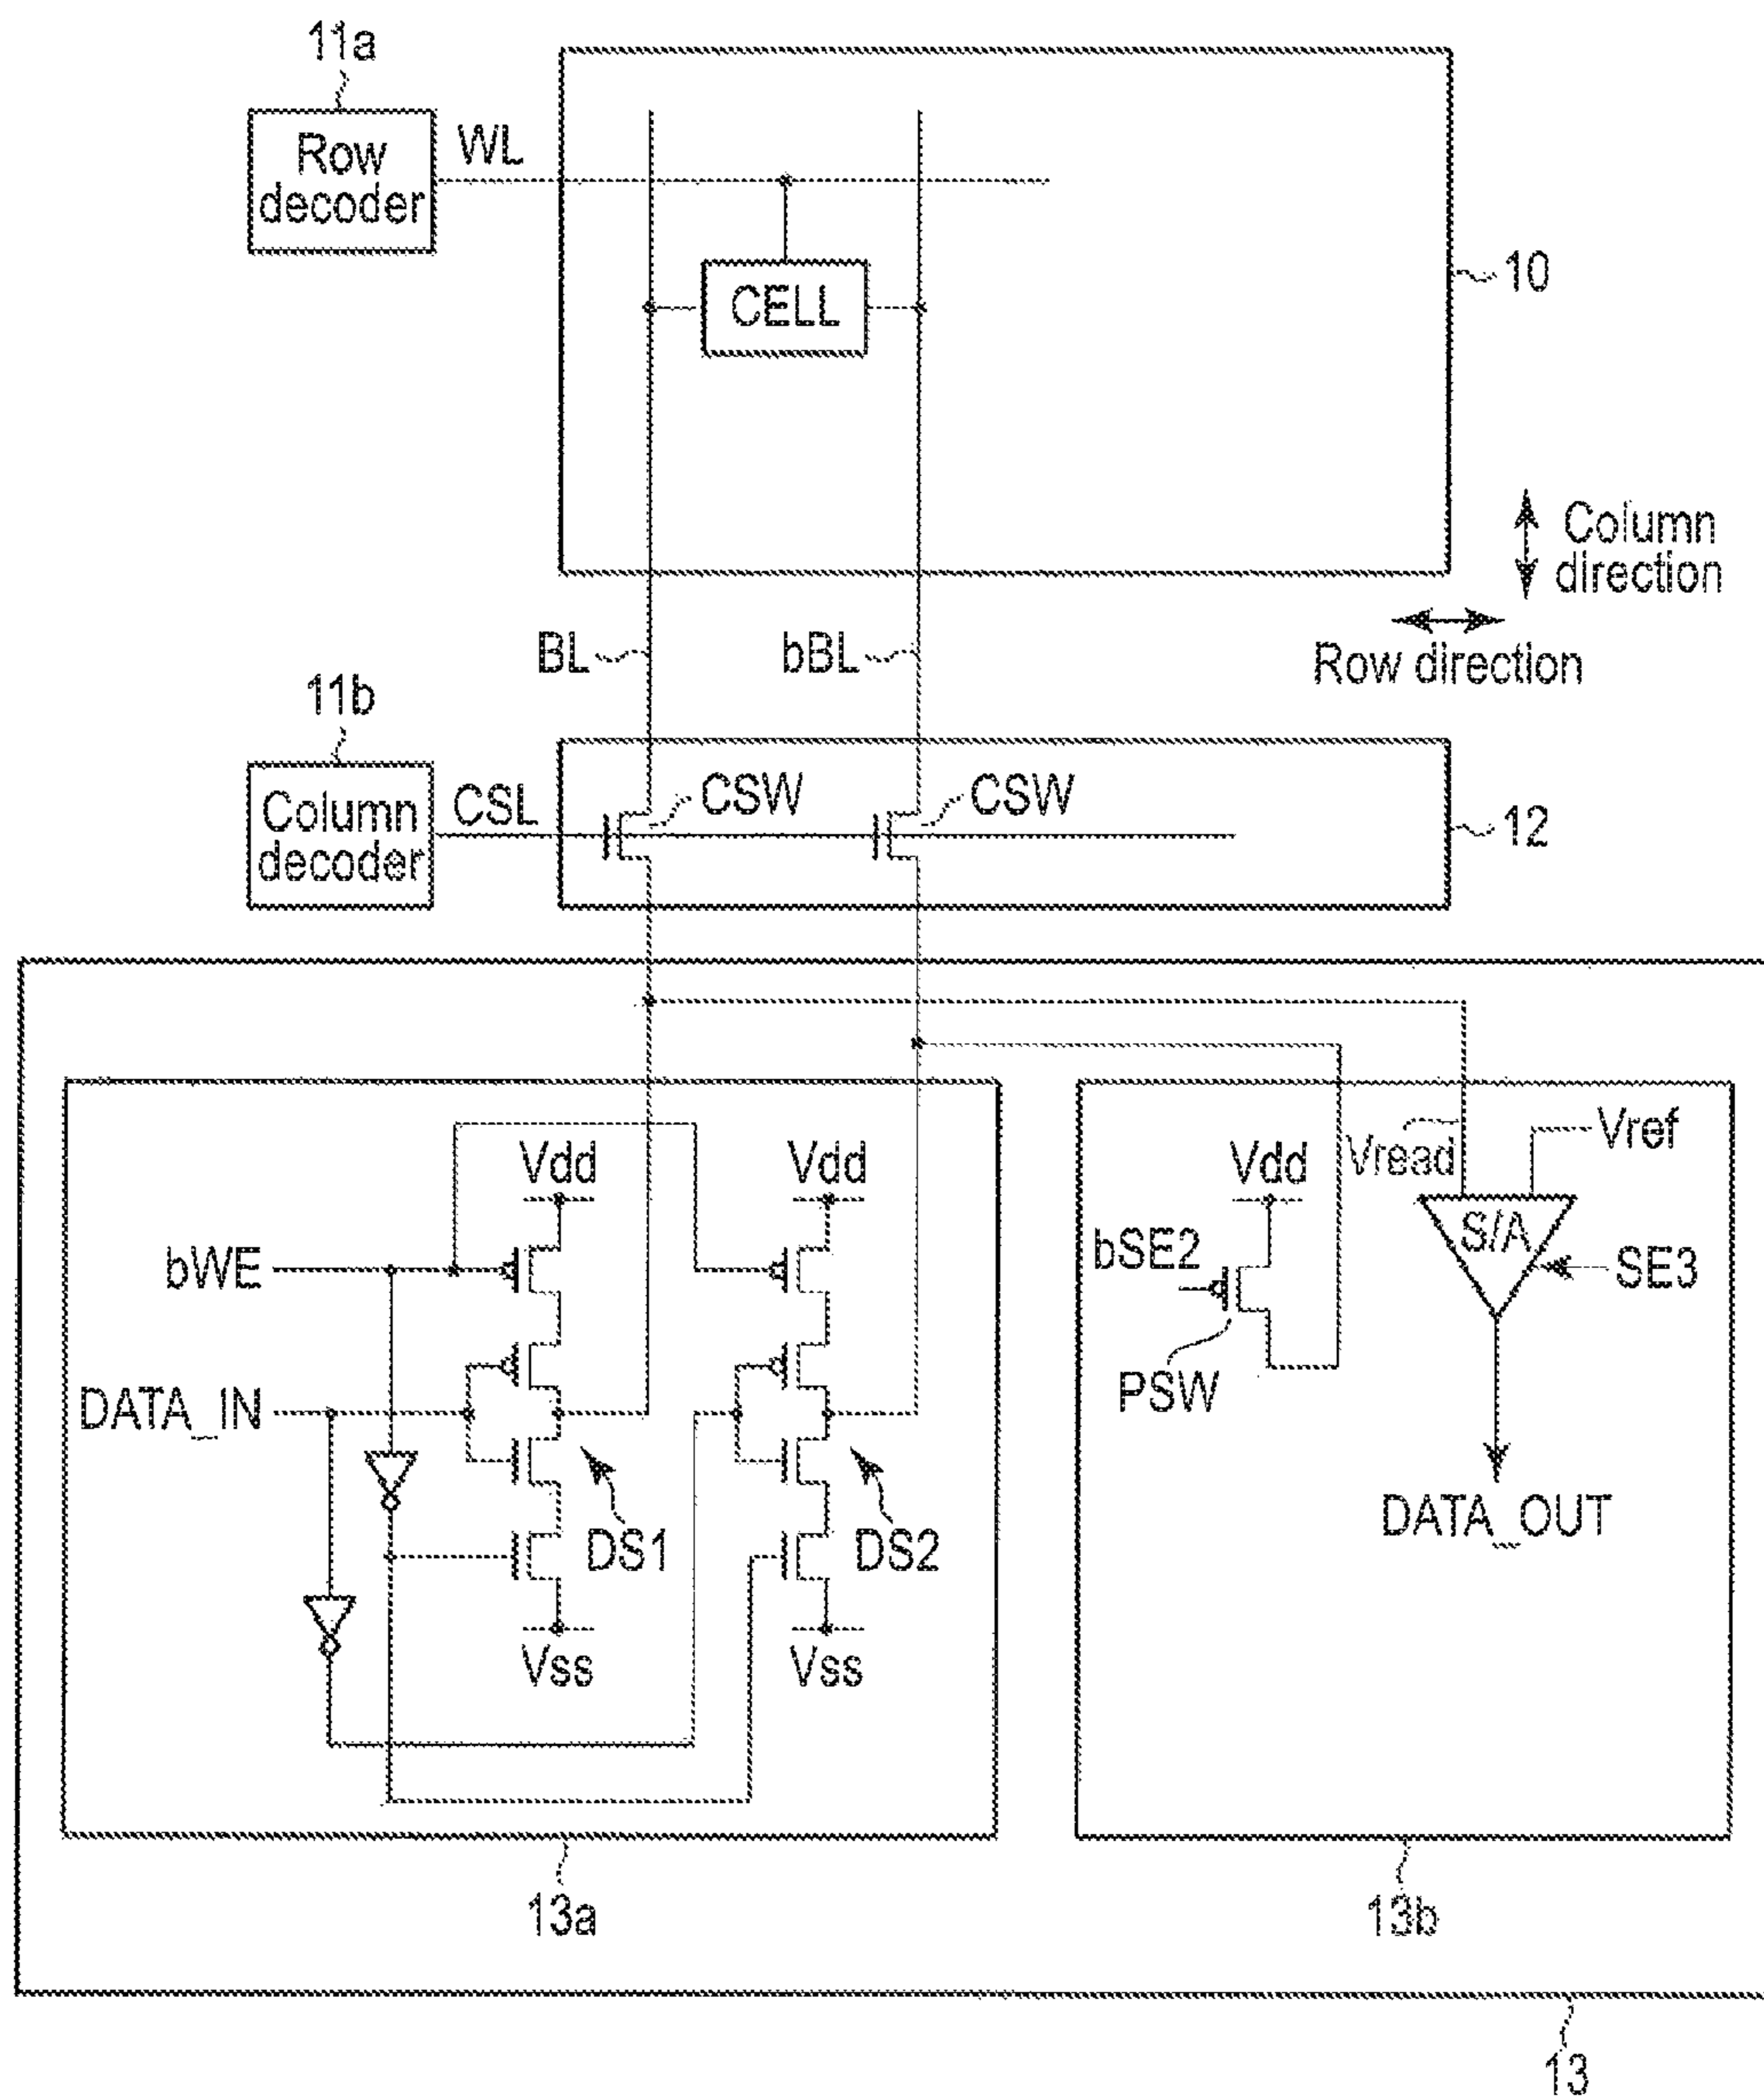 11a
Row
decoder
WL
CELL
10
Column
direction
Row direction
BL
bBL
11b
Column
decoder
CSL
CSW
CSW
12
Vdd
Vdd
bWE
DATA_IN
DS1
DS2
Vss
Vss
13a
Vread
Vref
Vdd
S/A
bSE2
SE3
PSW
DATA_OUT
13b
13